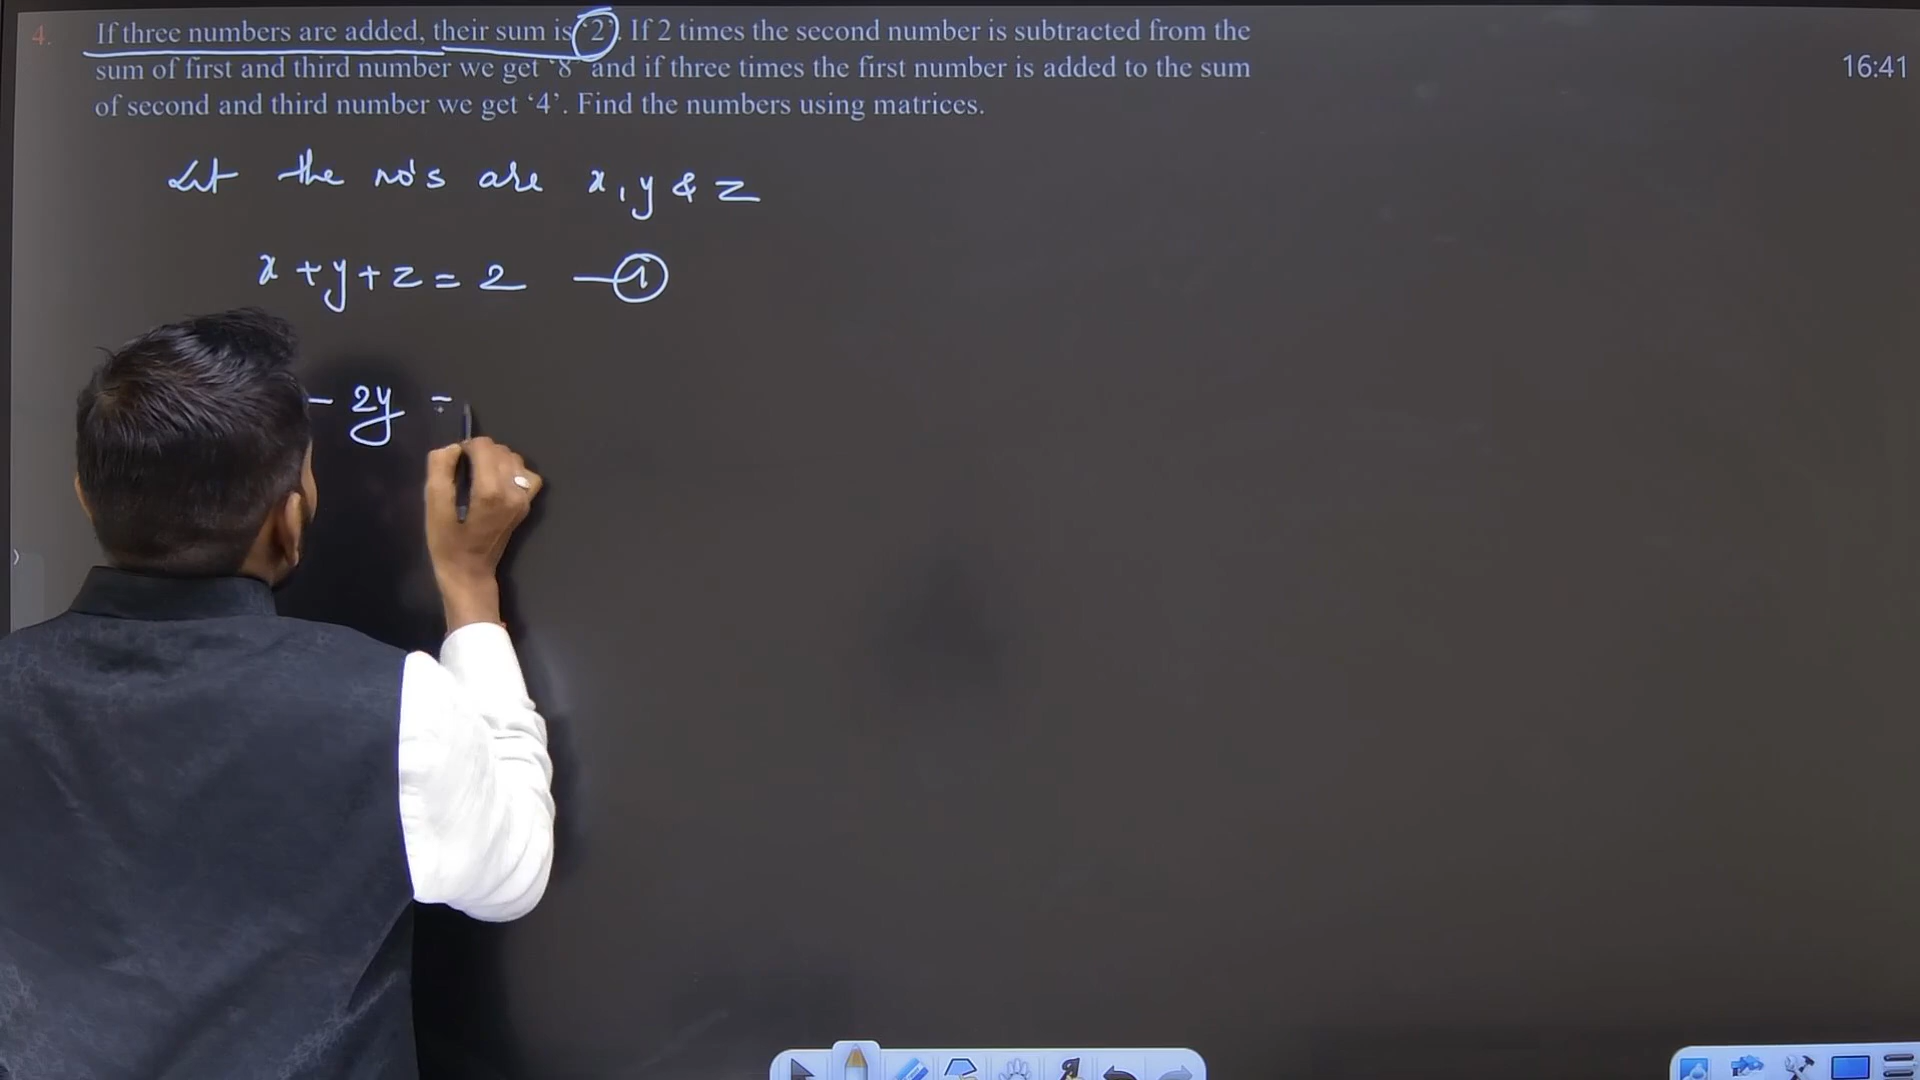 4. If three numbers are added, their sum is ‘2’. If 2 times the second number is subtracted from the
sum of first and third number we get ‘8’ and if three times the first number is added to the sum
of second and third number we get ‘4’. Find the numbers using matrices.
16:41
Let the no's are x, y & z
x + y + z = 2 — 1
- 2y =